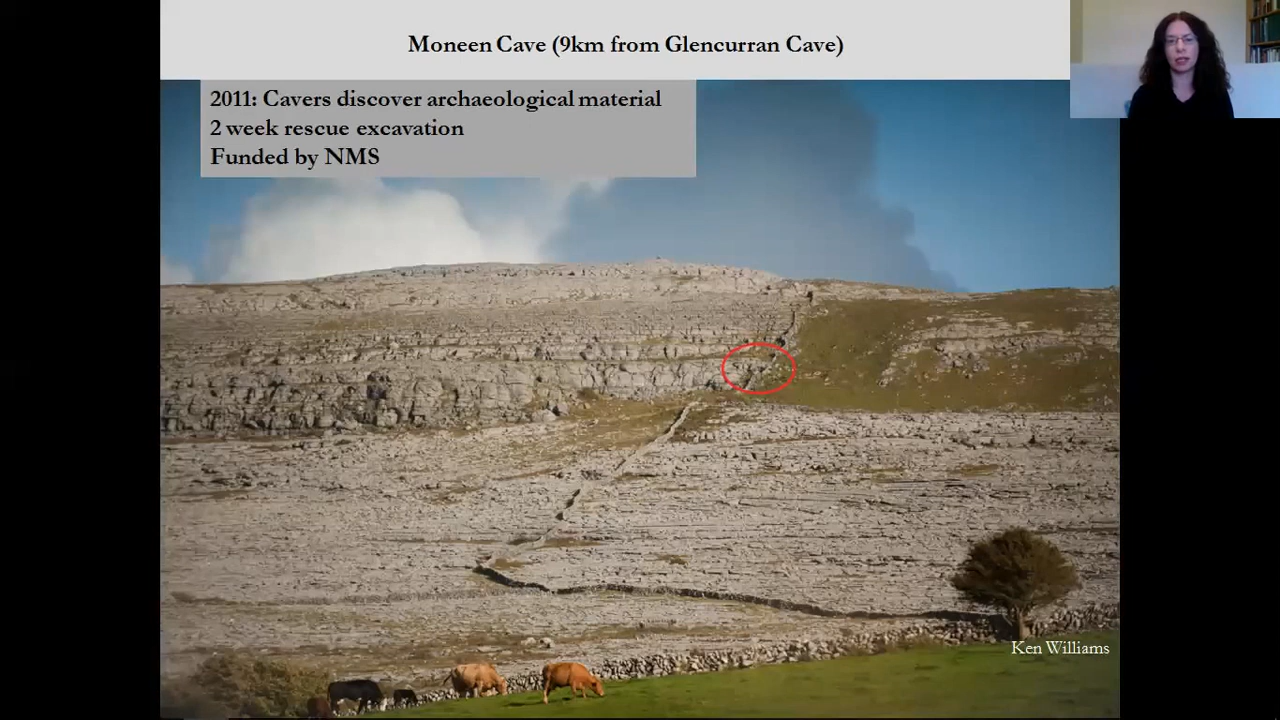 Moneen Cave (9km from Glencurran Cave)
2011: Cavers discover archaeological material
2 week rescue excavation
Funded by NMS
Ken Williams